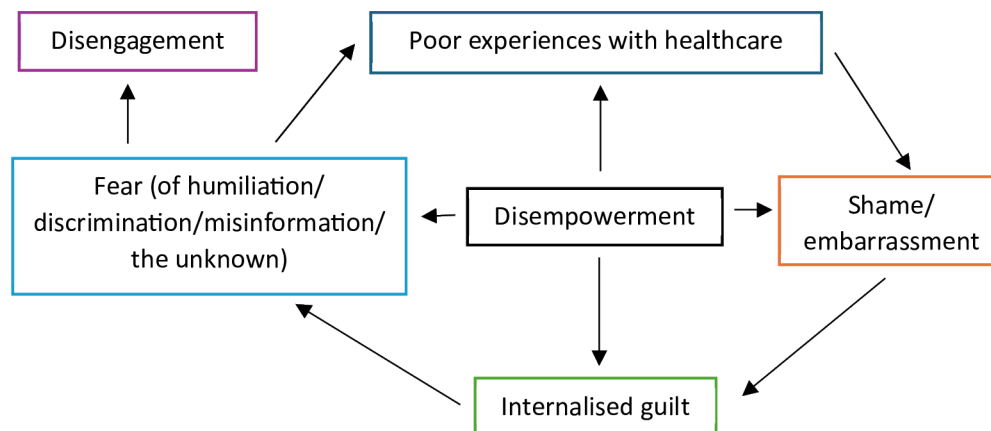 Disengagement
Poor experiences with healthcare
Fear (of humiliation/
discrimination/misinformation/
the unknown)
Disempowerment
Shame/
embarrassment
Internalised guilt